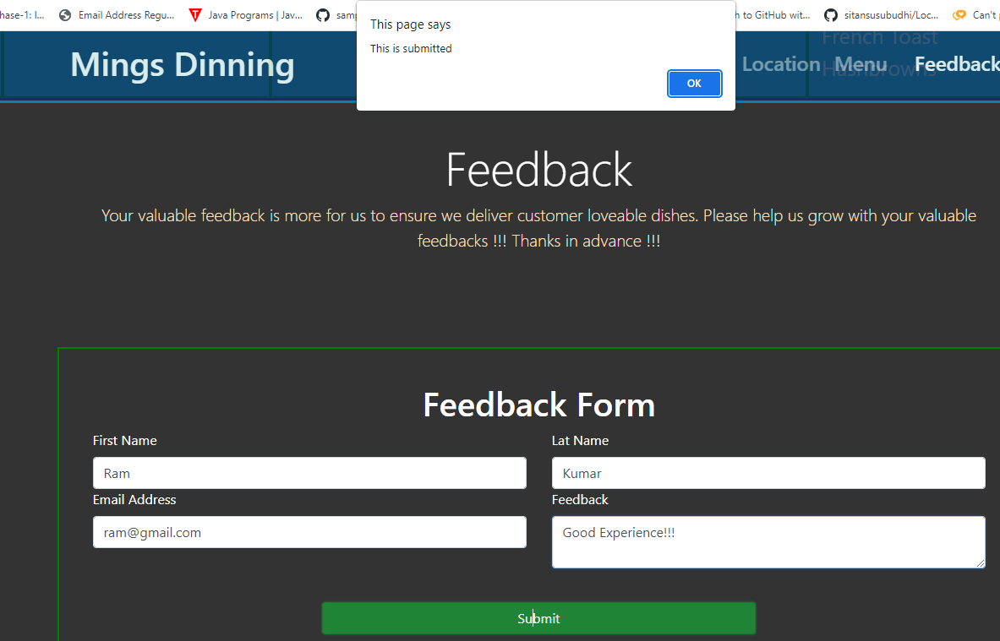 hase-1: I...
Email Address Regu...
Java Programs | Jav...
samp
h to GitHub wit...
sitansusubudhi/Loc...
Can't
This page says
This is submitted
OK
Mings Dinning
French Toast
Hashbrowns
Location
Menu
Feedback
Feedback
Your valuable feedback is more for us to ensure we deliver customer loveable dishes. Please help us grow with your valuable
feedbacks !!! Thanks in advance !!!
Feedback Form
First Name
Lat Name
Ram
Kumar
Email Address
Feedback
ram@gmail.com
Good Experience!!!
Submit